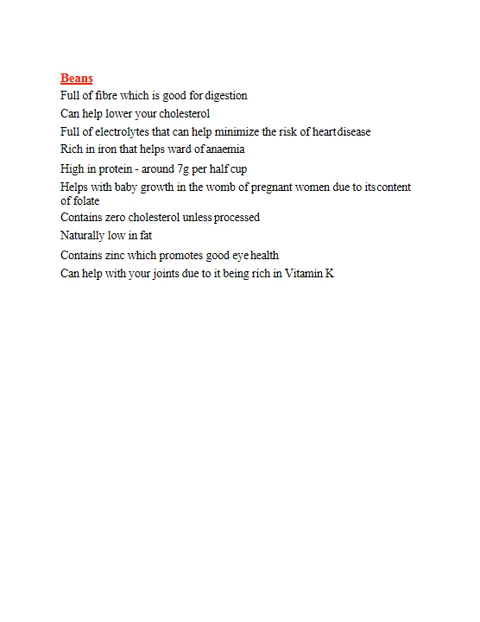 Beans
Full of fibre which is good for digestion
Can help lower your cholesterol
Full of electrolytes that can help minimize the risk of heart disease
Rich in iron that helps ward of anaemia
High in protein - around 7g per half cup
Helps with baby growth in the womb of pregnant women due to its content
of folate
Contains zero cholesterol unless processed
Naturally low in fat
Contains zinc which promotes good eye health
Can help with your joints due to it being rich in Vitamin K